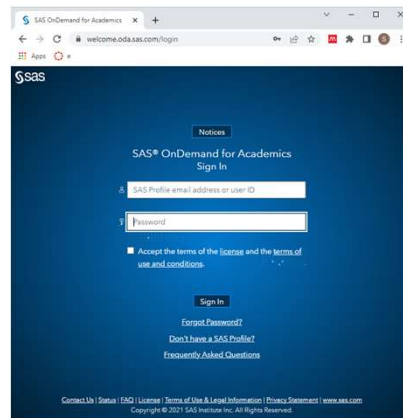 SAS OnDemand for Academics
welcome.oda.sas.com/login
Apps e
sas
Notices
SAS® OnDemand for Academics
Sign In
SAS Profile email address or user ID
Password
Accept the terms of the license and the terms of
use and conditions.
Sign In
Forgot Password?
Don't have a SAS Profile?
Frequently Asked Questions
Contact Us | Status | FAQ | License | Terms of Use & Legal Information | Privacy Statement | www.sas.com
Copyright © 2021 SAS Institute Inc. All Rights Reserved.